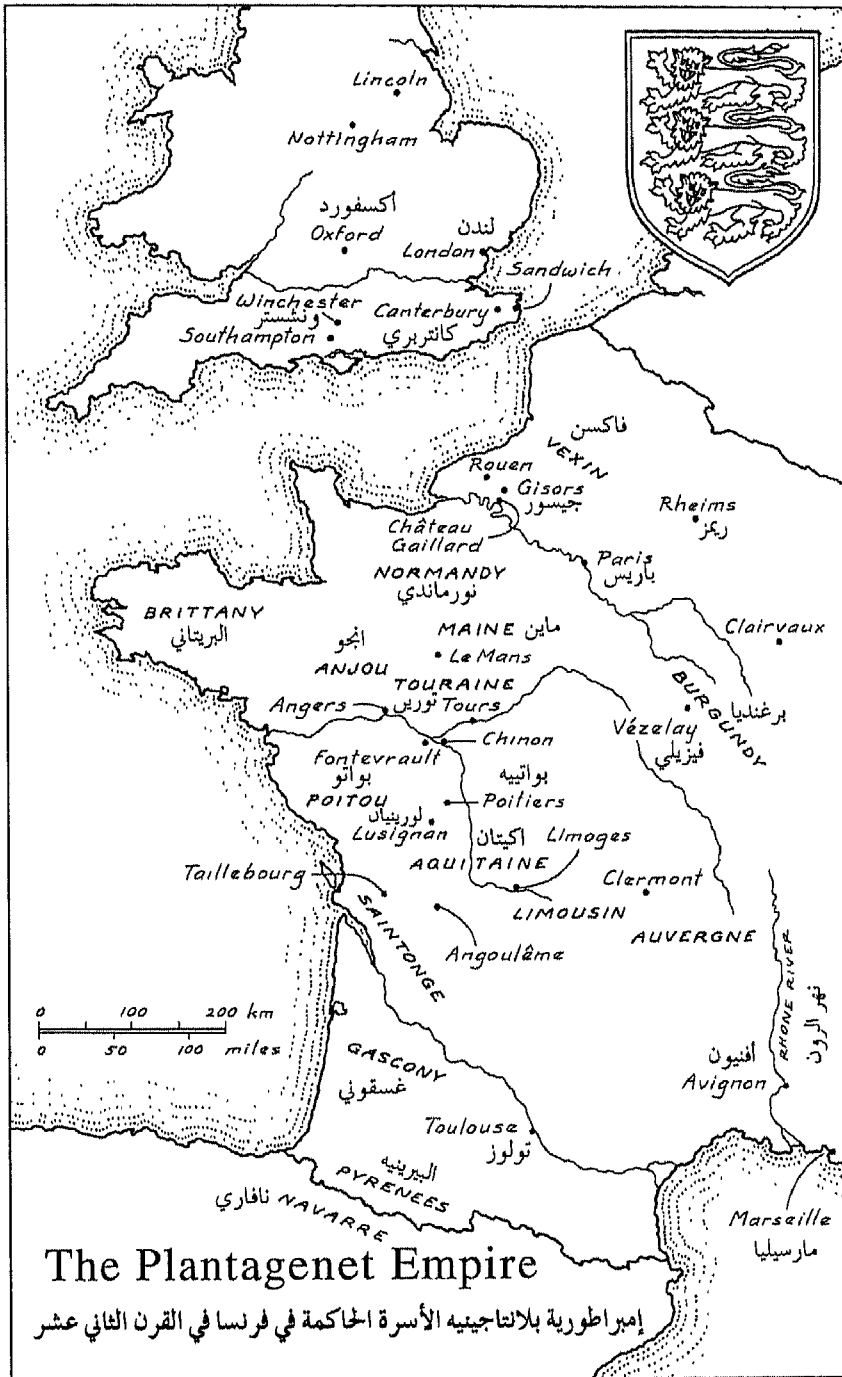 Lincoln
Nottingham
أكسفورد
Oxford
لندن
London
Sandwich
Winchester
ونشستر
Southampton
Canterbury
كانتربري
فاكسن
VEXIN
Rouen
Gisors
جيسور
Rheims
ريمز
Château
Gaillard
Paris
باريس
NORMANDY
نورماندي
BRITTANY
البريتاني
انجو
ANJOU
MAINE ماين
Le Mans
Clairvaux
TOURAINE
تورين
Tours
Angers
BURGUNDY
برغنديا
Vézelay
فيزيلي
Chinon
Fontevrault
بواتو
POITOU
بواتييه
Poitiers
لورينياد
Lusignan
اكيتان
AQUITAINE
Limoges
Taillebourg
Clermont
LIMOUSIN
AUVERGNE
SAINTONGE
Angoulême
RHONE RIVER
نهر الرون
0 100 200 km
0 50 100 miles
GASCONY
غسقوني
أفنيون
Avignon
Toulouse
تولوز
البيرينيه
PYRENEES
نافاري NAVARRE
Marseille
مارسيليا
The Plantagenet Empire
إمبراطورية بلانتاجينيه الأسرة الحاكمة في فرنسا في القرن الثاني عشر